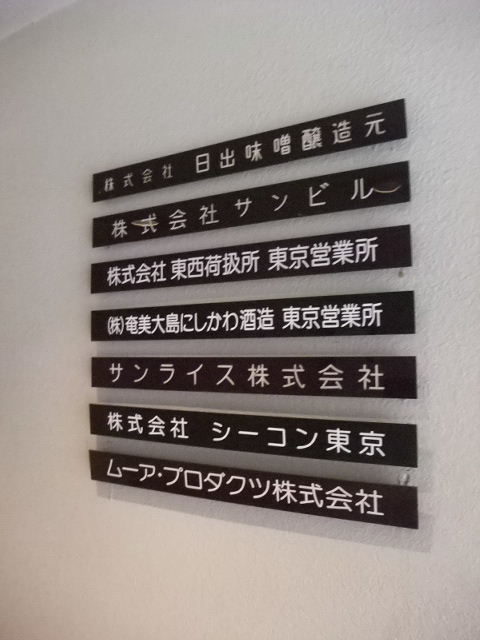 株式会社 日出味噌醸造元
株式会社サンビル
株式会社 東西荷扱所 東京営業所
(株)奄美大島にしかわ酒造 東京営業所
サンライズ株式会社
株式会社 シーコン東京
ムーア・プロダクツ株式会社